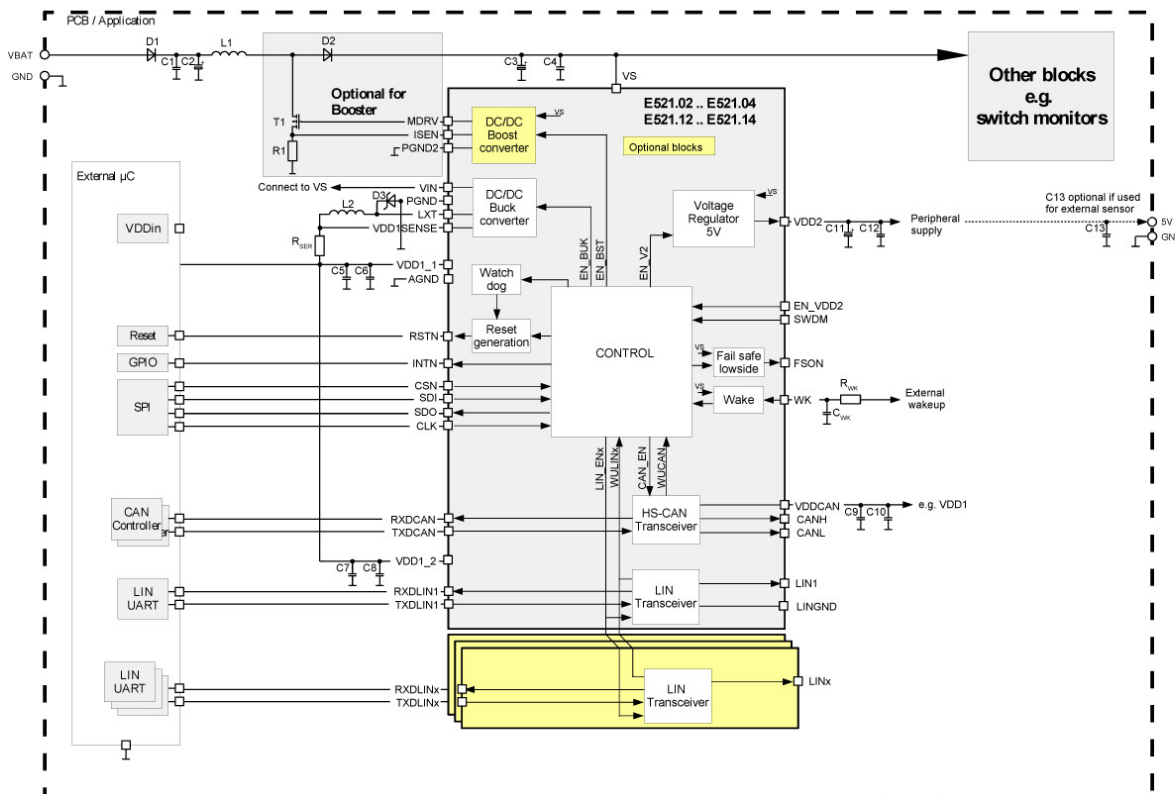 PCB / Application
VBAT
D1
L1
D2
C1
C2
+
C3
+
C4
GND
VS
Optional for
Booster
T1
R1
Other blocks
e.g.
switch monitors
E521.02 .. E521.04
E521.12 .. E521.14
Optional blocks
MDRV
ISEN
PGND2
DC/DC
Boost
converter
VS
External µC
Connect to VS
VIN
PGND
LXT
VDD1SENSE
D3
L2
RSER
DC/DC
Buck
converter
Voltage
Regulator
5V
VS
C13 optional if used
for external sensor
VDDin
VDD2
C11
+
C12
Peripheral
supply
C13
5V
GN
EN_BUK
EN_BST
EN_V2
VDD1_1
C5
C6
AGND
Watch
dog
EN_VDD2
SWDM
Reset
RSTN
Reset
generation
CONTROL
GPIO
INTN
VS
Fail safe
lowside
FSON
SPI
CSN
SDI
SDO
CLK
VS
Wake
WK
RWK
CWK
External
wakeup
LIN_ENx
WULINx
CAN_EN
WUCAN
CAN
Controller
er
RXDCAN
TXDCAN
HS-CAN
Transceiver
VDDCAN
CANH
CANL
C9
C10
e.g. VDD1
C7
C8
VDD1_2
LIN
UART
RXDLIN1
TXDLIN1
LIN
Transceiver
LIN1
LINGND
LIN
UART
RXDLINx
TXDLINx
LIN
Transceiver
LINx